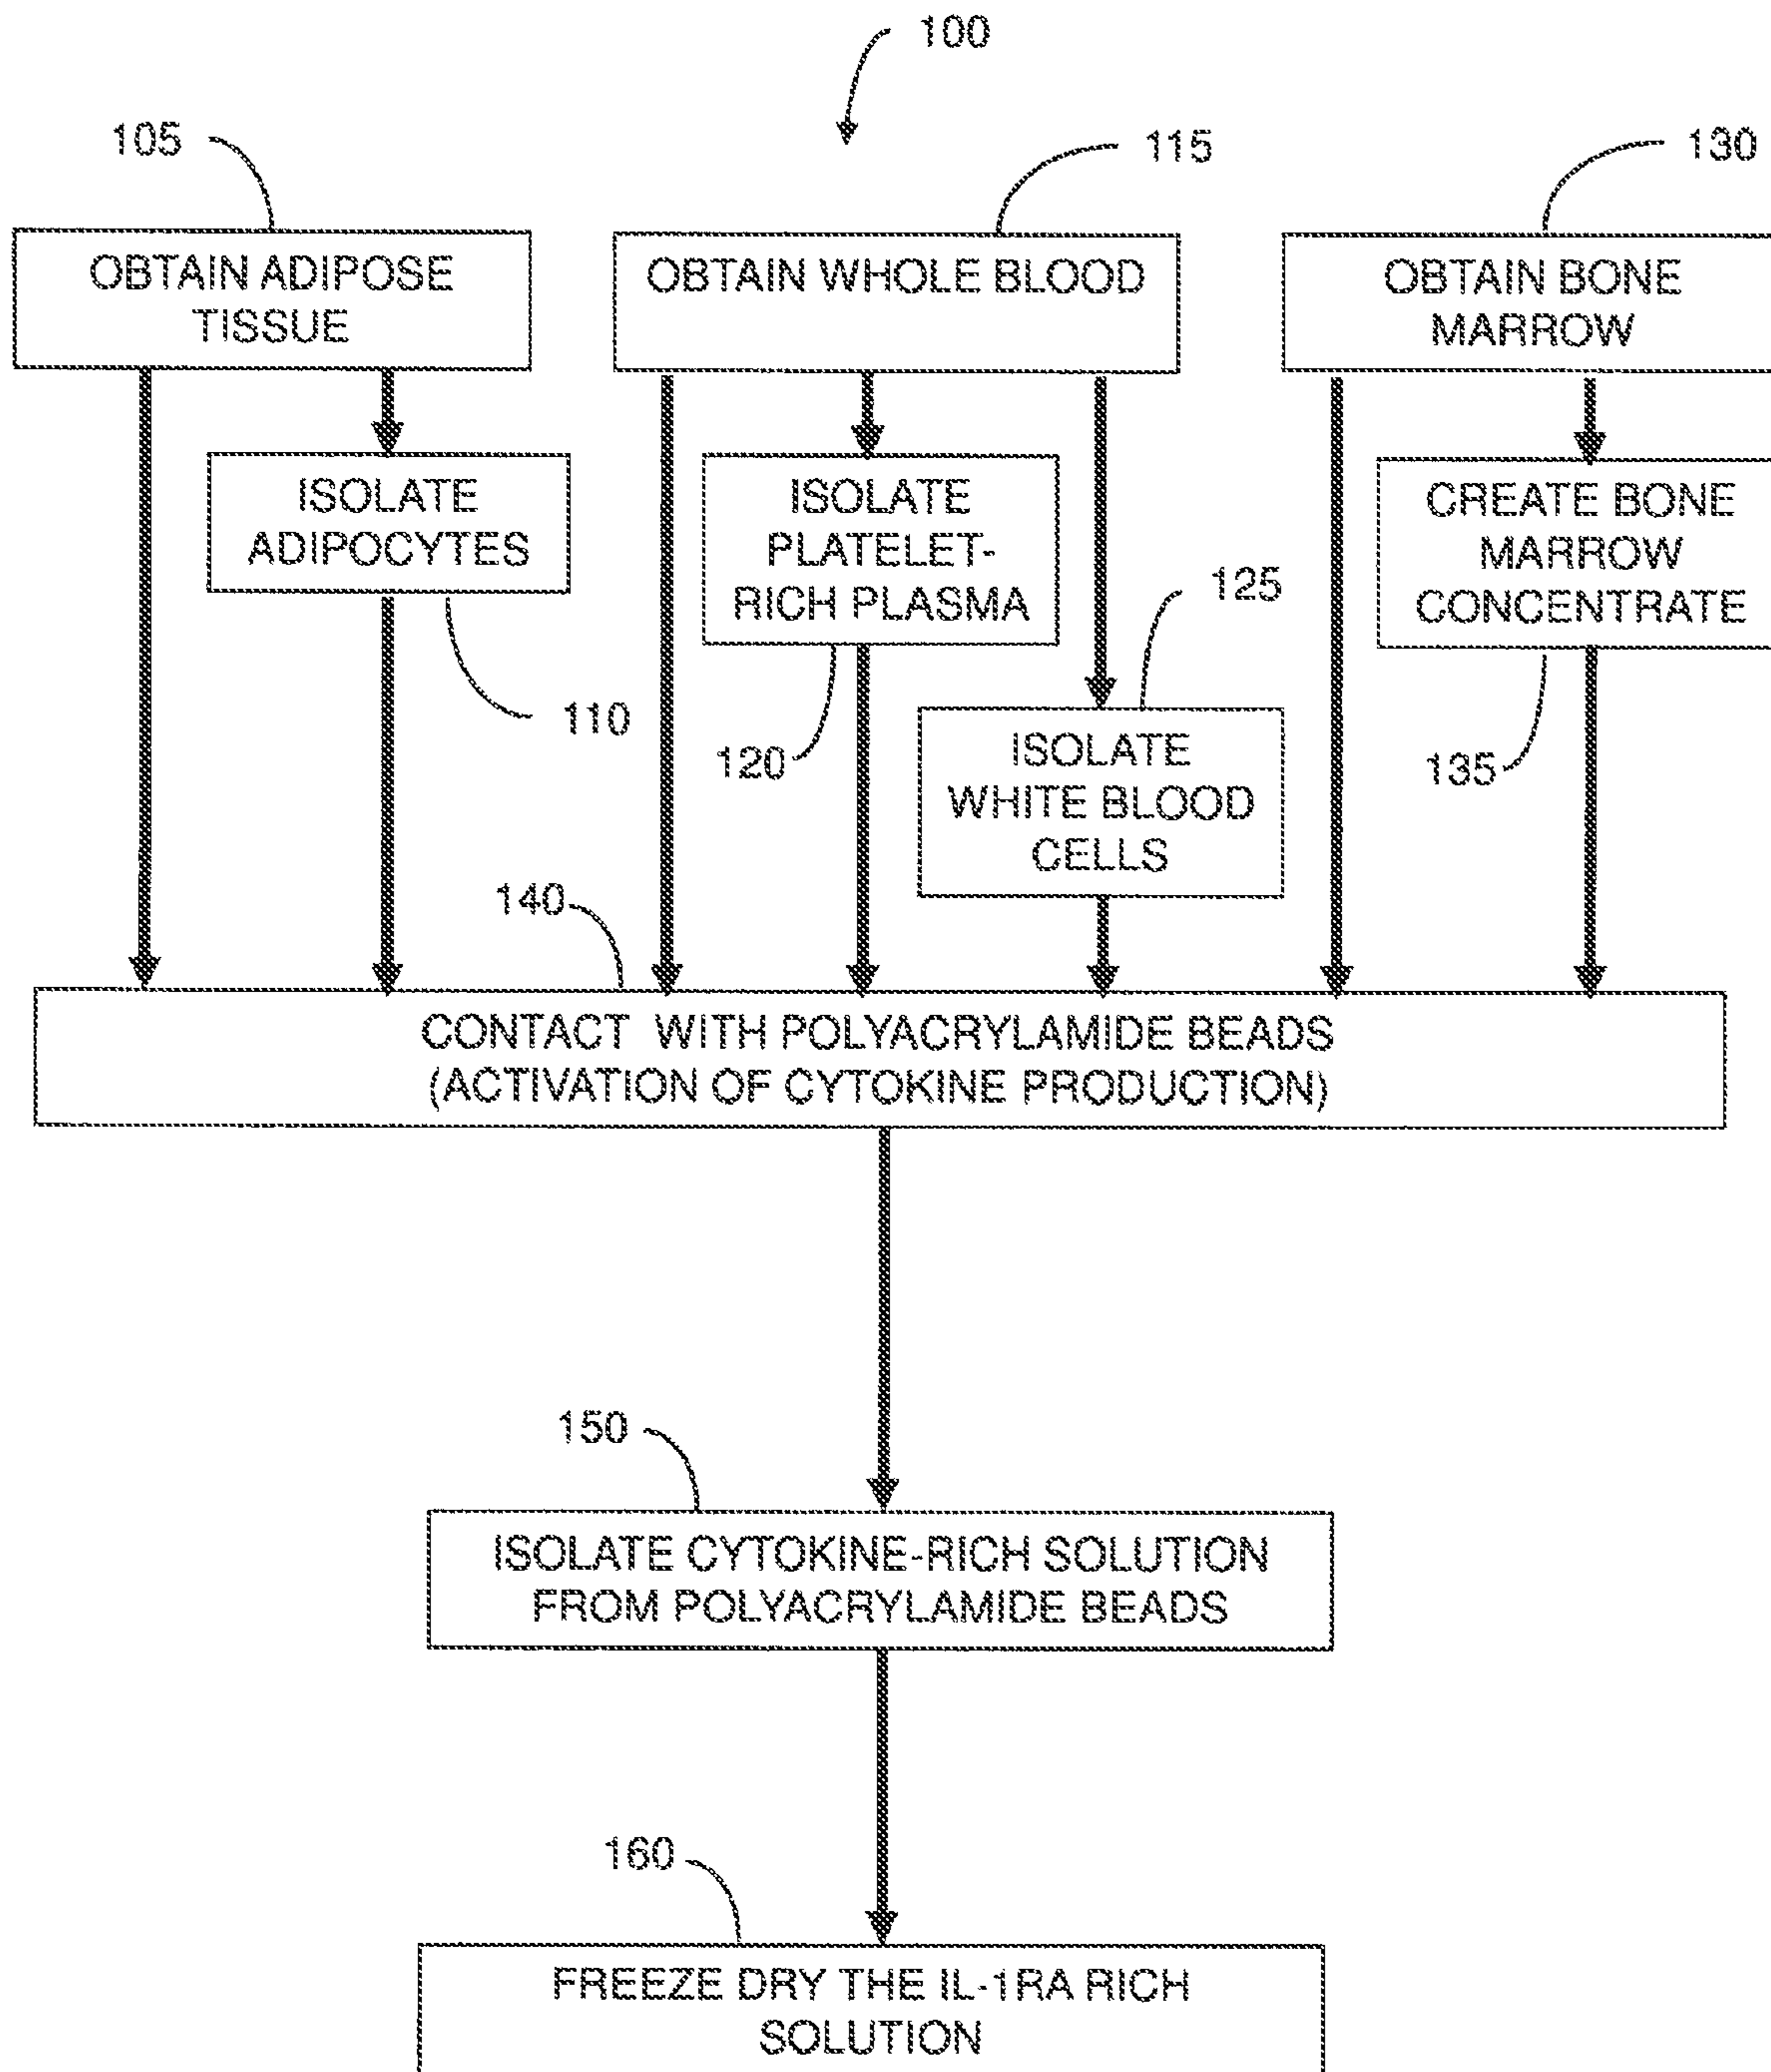 100
105
115
130
OBTAIN ADIPOSE
TISSUE
OBTAIN WHOLE BLOOD
OBTAIN BONE
MARROW
ISOLATE
ADIPOCYTES
110
ISOLATE
PLATELET-
RICH PLASMA
120
125
ISOLATE
WHITE BLOOD
CELLS
CREATE BONE
MARROW
CONCENTRATE
135
140
CONTACT WITH POLYACRYLAMIDE BEADS
(ACTIVATION OF CYTOKINE PRODUCTION)
150
ISOLATE CYTOKINE-RICH SOLUTION
FROM POLYACRYLAMIDE BEADS
160
FREEZE DRY THE IL-1RA RICH
SOLUTION